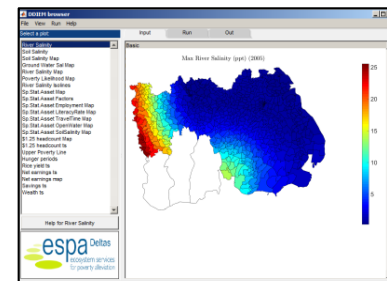 DDIEM browser
File View Run Help
Select a plot:
River Salinity
Soil Salinity
Soil Salinity Map
Ground Water Sal Map
River Salinity Map
Poverty Likelihood Map
River Salinity Isolines
Sp.Stat.Asset Map
Sp.Stat.Asset Factors
Sp.Stat.Asset Employment Map
Sp.Stat.Asset LiteracyRate Map
Sp.Stat.Asset TravelTime Map
Sp.Stat.Asset OpenWater Map
Sp.Stat.Asset SoilSalinity Map
$1.25 headcount Map
$1.25 headcount ts
Upper Poverty Line
Hunger periods
Rice yield ts
Net earnings ts
Net earnings map
Savings ts
Wealth ts
Help for River Salinity
espa Deltas
ecosystem services
for poverty alleviation
Input Run Out
Basic
Max River Salinity (ppt) (2005)
25
20
15
10
5